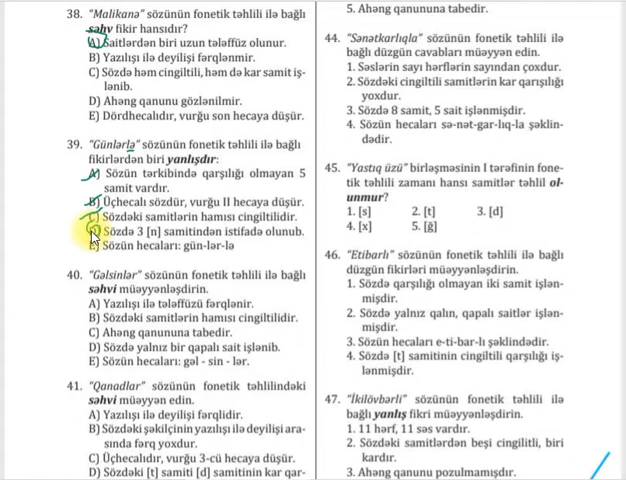 38. “Malikanə” sözünün fonetik təhlili ilə bağlı
səhv fikir hansıdır?
A) Saitlərdən biri uzun tələffüz olunur.
B) Yazılışı ilə deyilişi fərqlənmir.
C) Sözdə həm cingiltili, həm də kar samit iş-
lənib.
D) Ahəng qanunu gözlənilmir.
E) Dördhecalıdır, vurğu son hecaya düşür.
39. “Günlərlə” sözünün fonetik təhlili ilə bağlı
fikirlərdən biri yanlışdır:
A) Sözün tərkibində qarşılığı olmayan 5
samit vardır.
B) Üçhecalı sözdür, vurğu II hecaya düşür.
C) Sözdəki samitlərin hamısı cingiltilidir.
D) Sözdə 3 [n] samitindən istifadə olunub.
E) Sözün hecaları: gün-lər-lə
40. “Gəlsinlər” sözünün fonetik təhlili ilə bağlı
səhvi müəyyənləşdirin.
A) Yazılışı ilə tələffüzü fərqlənir.
B) Sözdəki samitlərin hamısı cingiltilidir.
C) Ahəng qanununa tabedir.
D) Sözdə yalnız bir qapalı sait işlənib.
E) Sözün hecaları: gəl - sin - lər.
41. “Qanadlar” sözünün fonetik təhlilindəki
səhvi müəyyən edin.
A) Yazılışı ilə deyilişi fərqlidir.
B) Sözdəki şəkilçinin yazılışı ilə deyilişi ara-
sında fərq yoxdur.
C) Üçhecalıdır, vurğu 3-cü hecaya düşür.
D) Sözdəki [t] samiti [d] samitinin kar qar-
5. Ahəng qanununa tabedir.
44. “Sənətkarlıqla” sözünün fonetik təhlili ilə
bağlı düzgün cavabları müəyyən edin.
1. Səslərin sayı hərflərin sayından çoxdur.
2. Sözdəki cingiltili samitlərin kar qarşılığı
yoxdur.
3. Sözdə 8 samit, 5 sait işlənmişdir.
4. Sözün hecaları sə-nət-gar-lıq-la şəklin-
dədir.
45. “Yastıq üzü” birləşməsinin I tərəfinin fone-
tik təhlili zamanı hansı samitlər təhlil ol-
unmur?
1. [s] 2. [t] 3. [d]
4. [x] 5. [ğ]
46. “Etibarlı” sözünün fonetik təhlili ilə bağlı
düzgün fikirləri müəyyənləşdirin.
1. Sözdə qarşılığı olmayan iki samit işlən-
mişdir.
2. Sözdə yalnız qalın, qapalı saitlər işlən-
mişdir.
3. Sözün hecaları e-ti-bar-lı şəklindədir.
4. Sözdə [t] samitinin cingiltili qarşılığı iş-
lənmişdir.
47. “İkilövbərli” sözünün fonetik təhlili ilə
bağlı yanlış fikri müəyyənləşdirin.
1. 11 hərf, 11 səs vardır.
2. Sözdəki samitlərdən beşi cingilitli, biri
kardır.
3. Ahəng qanunu pozulmamışdır.